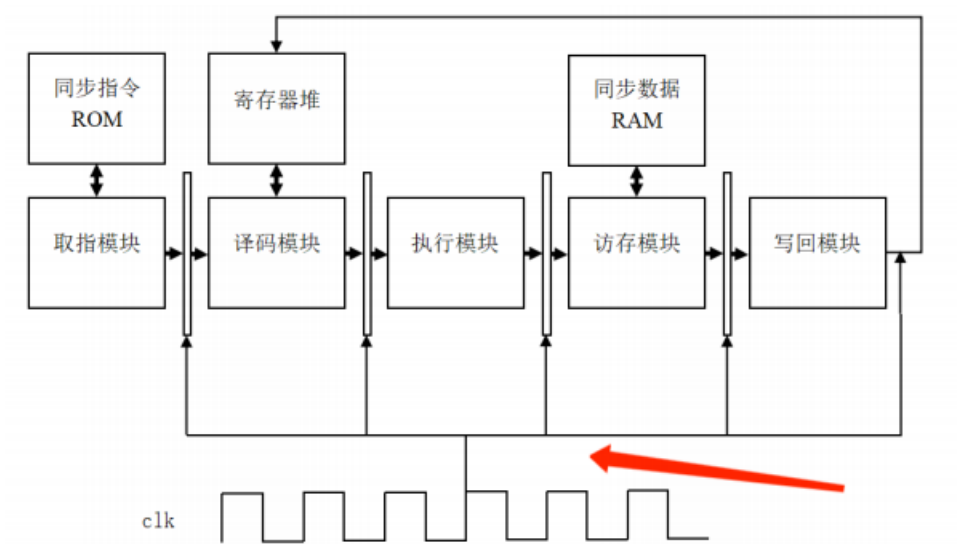 同步指令
ROM
寄存器堆
同步数据
RAM
取指模块
译码模块
执行模块
访存模块
写回模块
clk